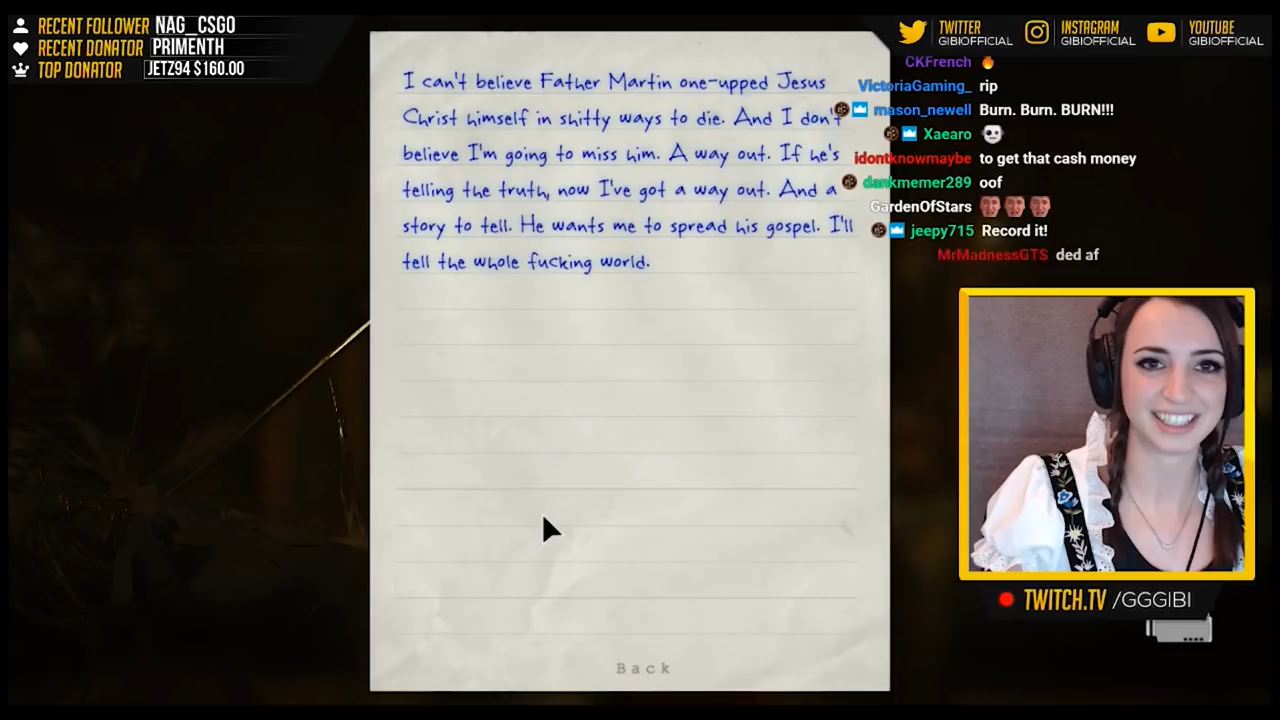 RECENT FOLLOWER NAG_CSGO
RECENT DONATOR PRIMENTH
TOP DONATOR JETZ94 $160.00
I can't believe Father Martin one-upped Jesus
Christ himself in shitty ways to die. And I don't
believe I'm going to miss him. A way out. If he's
telling the truth, now I've got a way out. And a
story to tell. He wants me to spread his gospel. I'll
tell the whole fucking world.
Back
TWITTER
GIBIOFFICIAL
INSTAGRAM
GIBIOFFICIAL
YOUTUBE
GIBIOFFICIAL
CKFrench
VictoriaGaming_ rip
mason_newell Burn. Burn. BURN!!!
Xaearo
idontknowmaybe to get that cash money
dankmemer289 oof
GardenOfStars
jeepy715 Record it!
MrMadnessGTS ded af
TWITCH.TV /GGGIBI